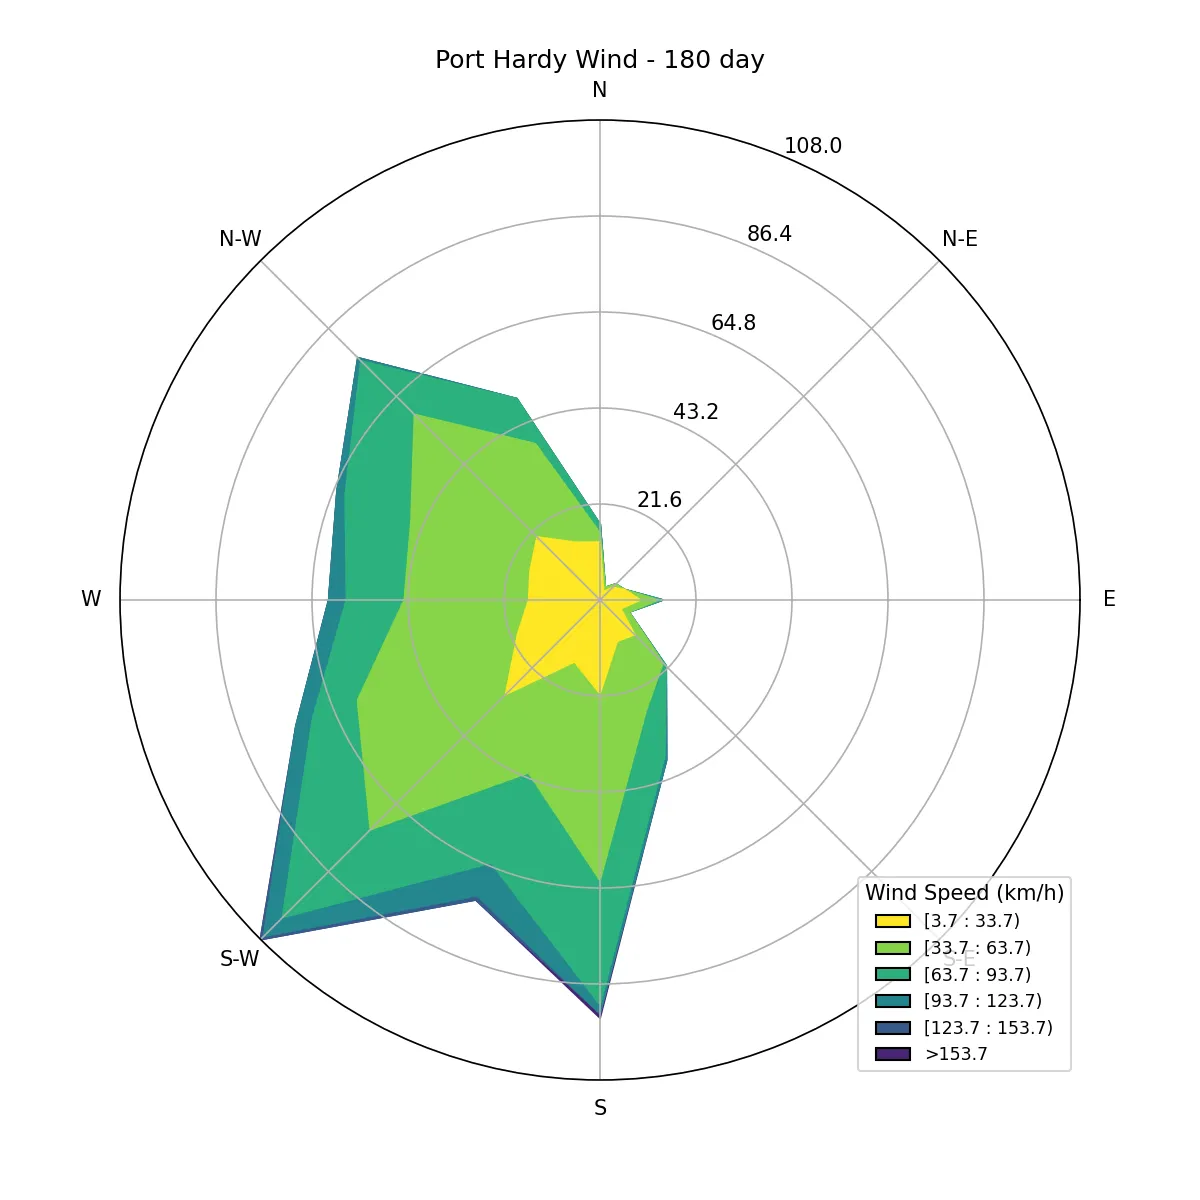 Port Hardy Wind - 180 day
N
108.0
86.4
N-W
N-E
64.8
43.2
21.6
W
E
S-W
S-E
S
Wind Speed (km/h)
[3.7 : 33.7)
[33.7 : 63.7)
[63.7 : 93.7)
[93.7 : 123.7)
[123.7 : 153.7)
>153.7